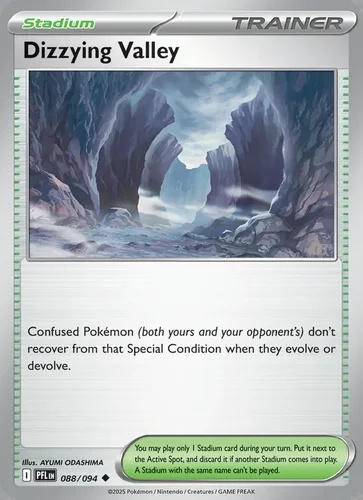 Stadium TRAINER
Dizzying Valley
Confused Pokémon (both yours and your opponent's) don't
recover from that Special Condition when they evolve or
devolve.
Illus. AYUMI ODASHIMA
I PFL EN 088/094 ◆
You may play only 1 Stadium card during your turn. Put it next to
the Active Spot, and discard it if another Stadium comes into play.
A Stadium with the same name can't be played.
©2025 Pokémon / Nintendo / Creatures / GAME FREAK